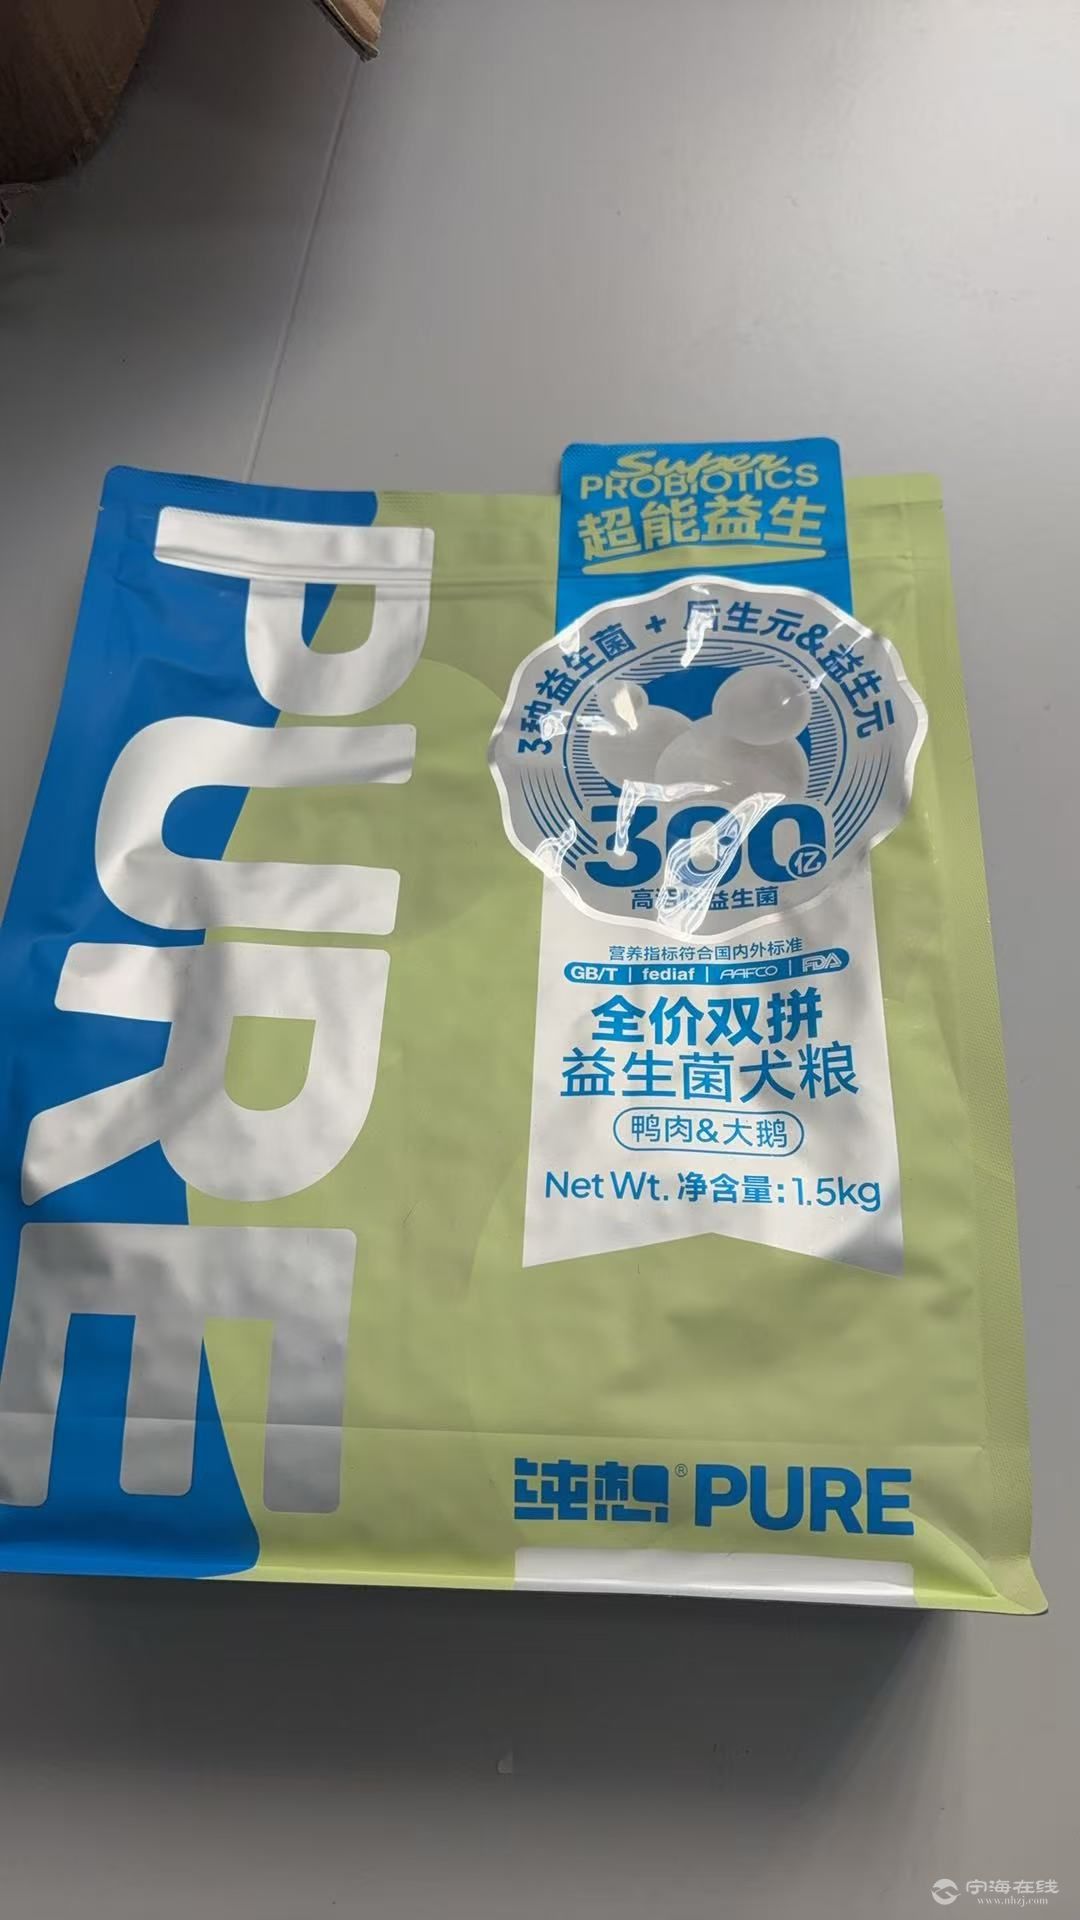 PURE
Super
PROBIOTICS
超能益生
3种益生菌 + 后生元&益生元
300亿
高活性益生菌
营养指标符合国内外标准
GB/T | fediaf | AAFCO | FDA
全价双拼
益生菌犬粮
鸭肉&大鹅
Net Wt. 净含量:1.5kg
纯想® PURE
宁海在线
www.nhzj.com